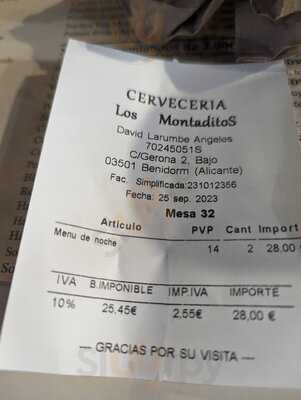 CERVECERIA
Los MontaditoS
David Larumbe Angeles
70245051S
C/Gerona 2, Bajo
03501 Benidorm (Alicante)
Fac. Simplificada:231012356
Fecha: 25 sep. 2023
Mesa 32
Artículo PVP Cant Import
Menu de noche 14 2 28,00
IVA B.IMPONIBLE IMP.IVA IMPORTE
10% 25,45€ 2,55€ 28,00 €
— GRACIAS POR SU VISITA —